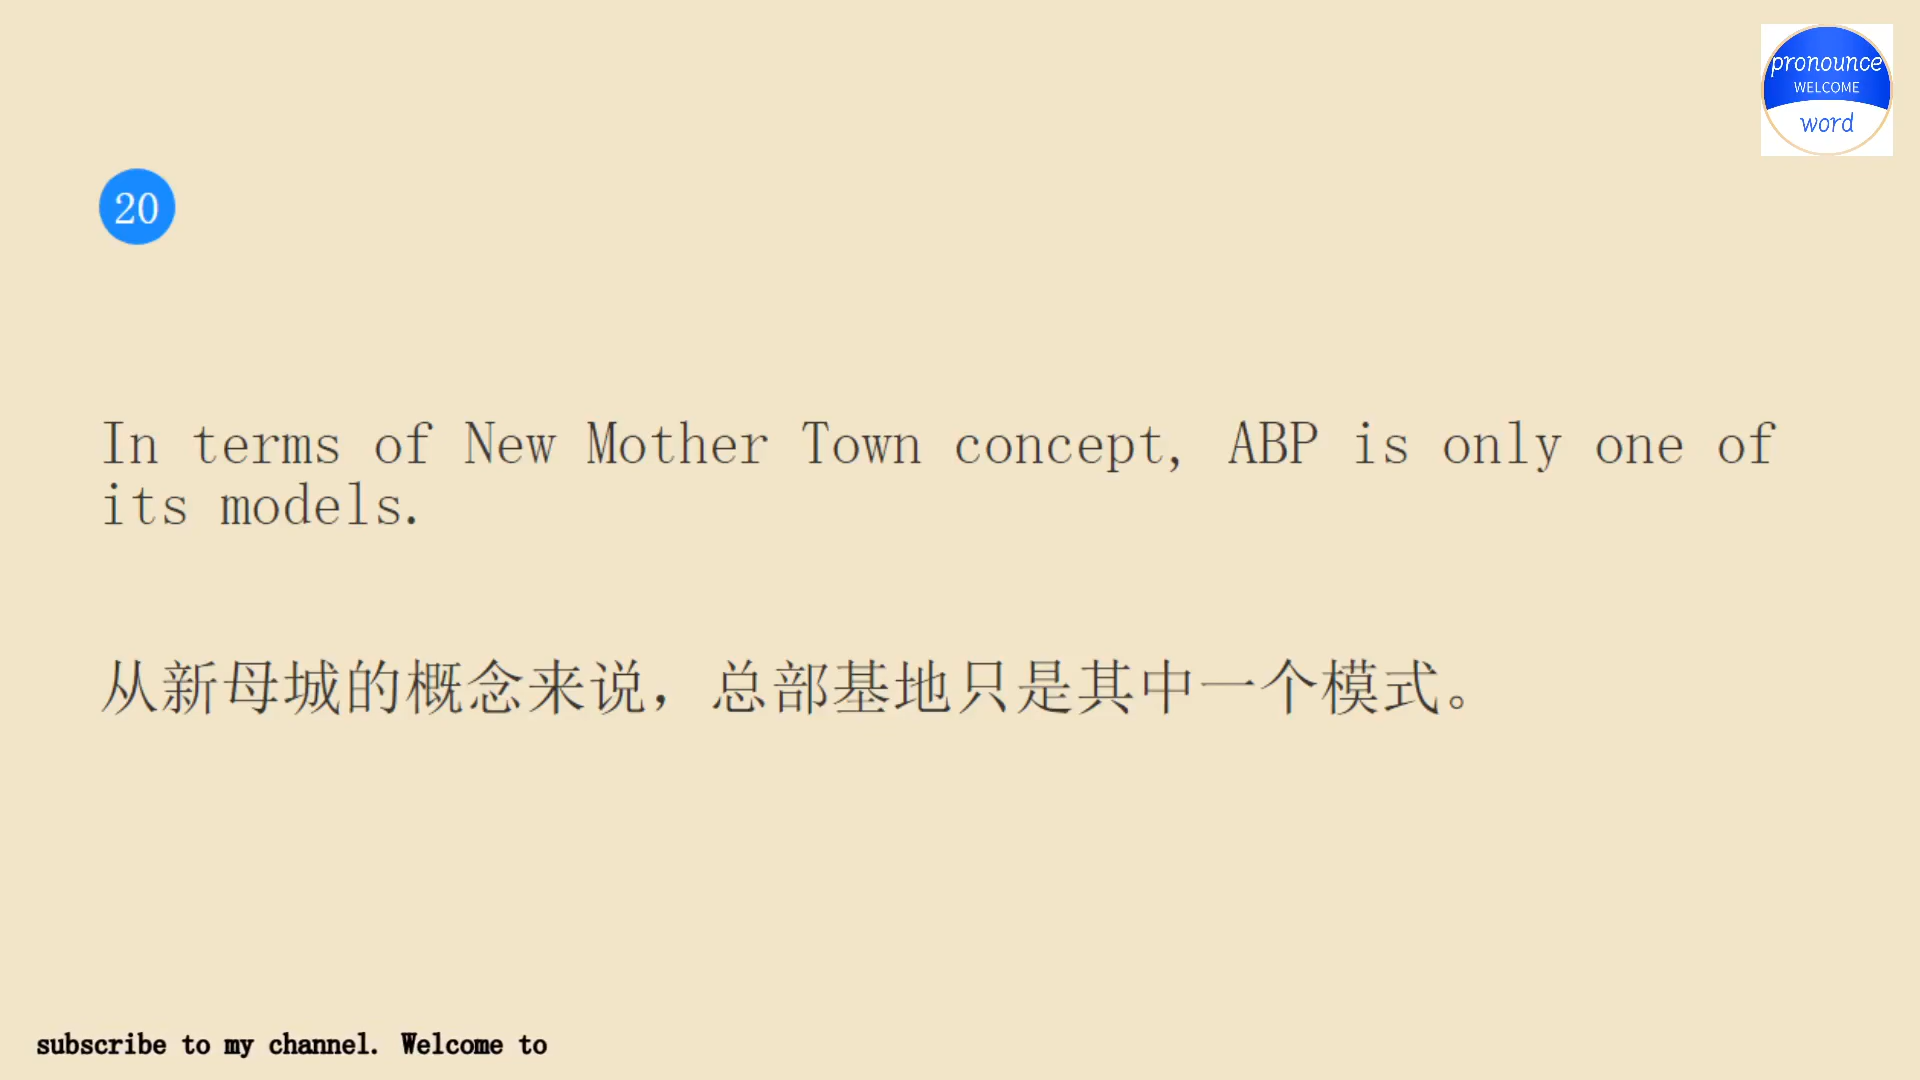 pronounce
WELCOME
word
20
In terms of New Mother Town concept, ABP is only one of
its models.
从新母城的概念来说，总部基地只是其中一个模式。
subscribe to my channel. Welcome to